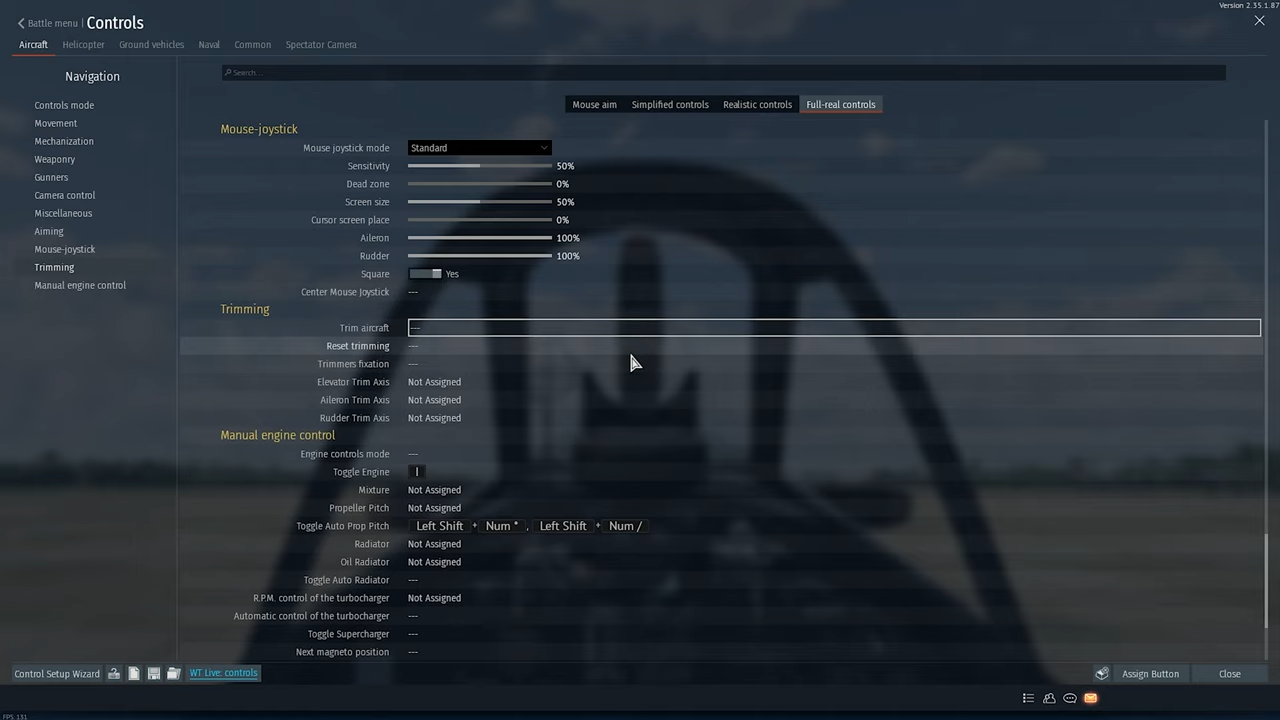 Version 2.35.1.87
Battle menu | Controls
Aircraft Helicopter Ground vehicles Naval Common Spectator Camera
Navigation
Controls mode
Movement
Mechanization
Weaponry
Gunners
Camera control
Miscellaneous
Aiming
Mouse-joystick
Trimming
Manual engine control
Search...
Mouse aim Simplified controls Realistic controls Full-real controls
Mouse-joystick
Mouse joystick mode Standard
Sensitivity 50%
Dead zone 0%
Screen size 50%
Cursor screen place 0%
Aileron 100%
Rudder 100%
Square Yes
Center Mouse Joystick ---
Trimming
Trim aircraft ---
Reset trimming ---
Trimmers fixation ---
Elevator Trim Axis Not Assigned
Aileron Trim Axis Not Assigned
Rudder Trim Axis Not Assigned
Manual engine control
Engine controls mode ---
Toggle Engine I
Mixture Not Assigned
Propeller Pitch Not Assigned
Toggle Auto Prop Pitch Left Shift + Num * , Left Shift + Num /
Radiator Not Assigned
Oil Radiator Not Assigned
Toggle Auto Radiator ---
R.P.M. control of the turbocharger Not Assigned
Automatic control of the turbocharger ---
Toggle Supercharger ---
Next magneto position ---
Control Setup Wizard WT Live: controls Assign Button Close
FPS: 131